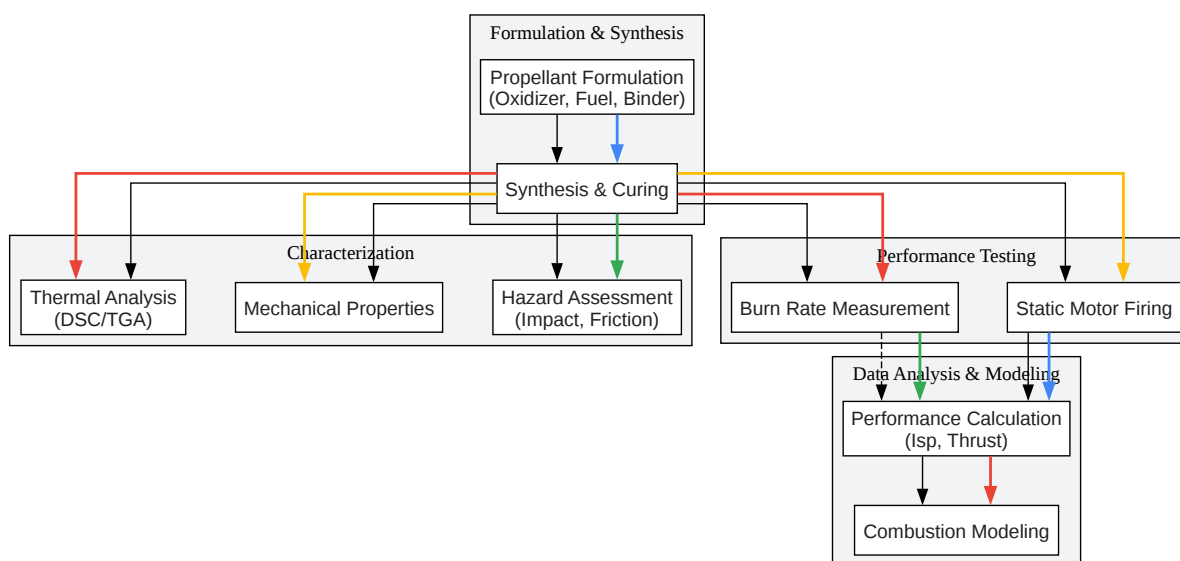 Formulation & Synthesis
Propellant Formulation
(Oxidizer, Fuel, Binder)
Synthesis & Curing
Characterization
Thermal Analysis
(DSC/TGA)
Mechanical Properties
Hazard Assessment
(Impact, Friction)
Performance Testing
Burn Rate Measurement
Static Motor Firing
Data Analysis & Modeling
Performance Calculation
(Isp, Thrust)
Combustion Modeling